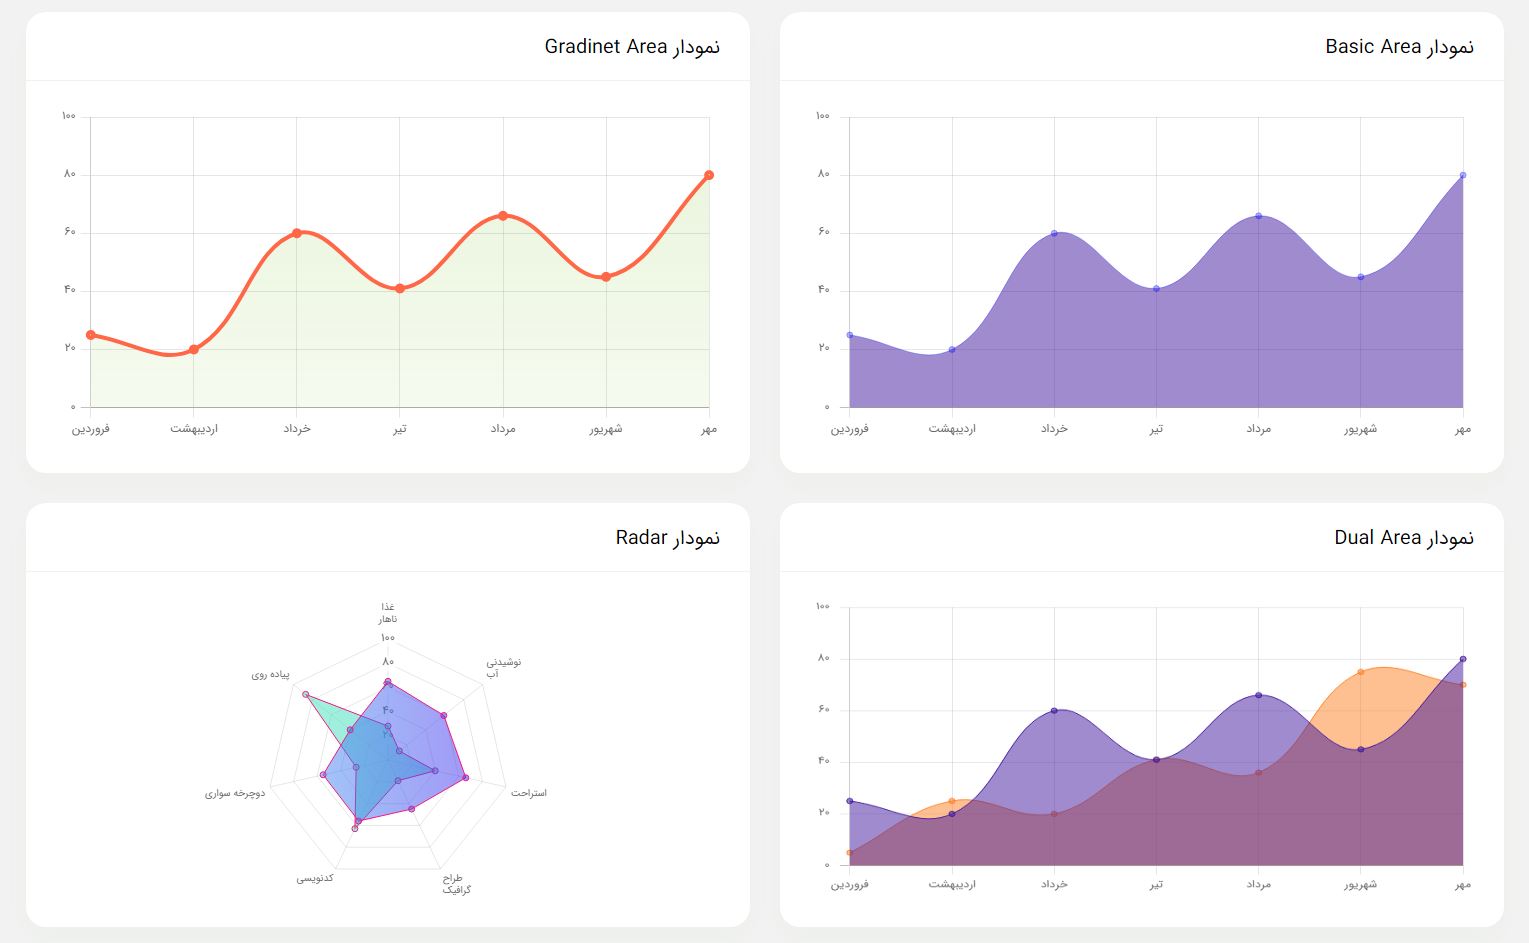 نمودار Basic Area
۱۰۰
۸۰
۶۰
۴۰
۲۰
۰
فروردین
اردیبهشت
خرداد
تیر
مرداد
شهریور
مهر
نمودار Gradinet Area
۱۰۰
۸۰
۶۰
۴۰
۲۰
۰
فروردین
اردیبهشت
خرداد
تیر
مرداد
شهریور
مهر
نمودار Dual Area
۱۰۰
۸۰
۶۰
۴۰
۲۰
۰
فروردین
اردیبهشت
خرداد
تیر
مرداد
شهریور
مهر
نمودار Radar
غذا
ناهار
۱۰۰
۸۰
۴۰
۲۰
نوشیدنی
آب
استراحت
طراح
گرافیک
کدنویسی
دوچرخه سواری
پیاده روی